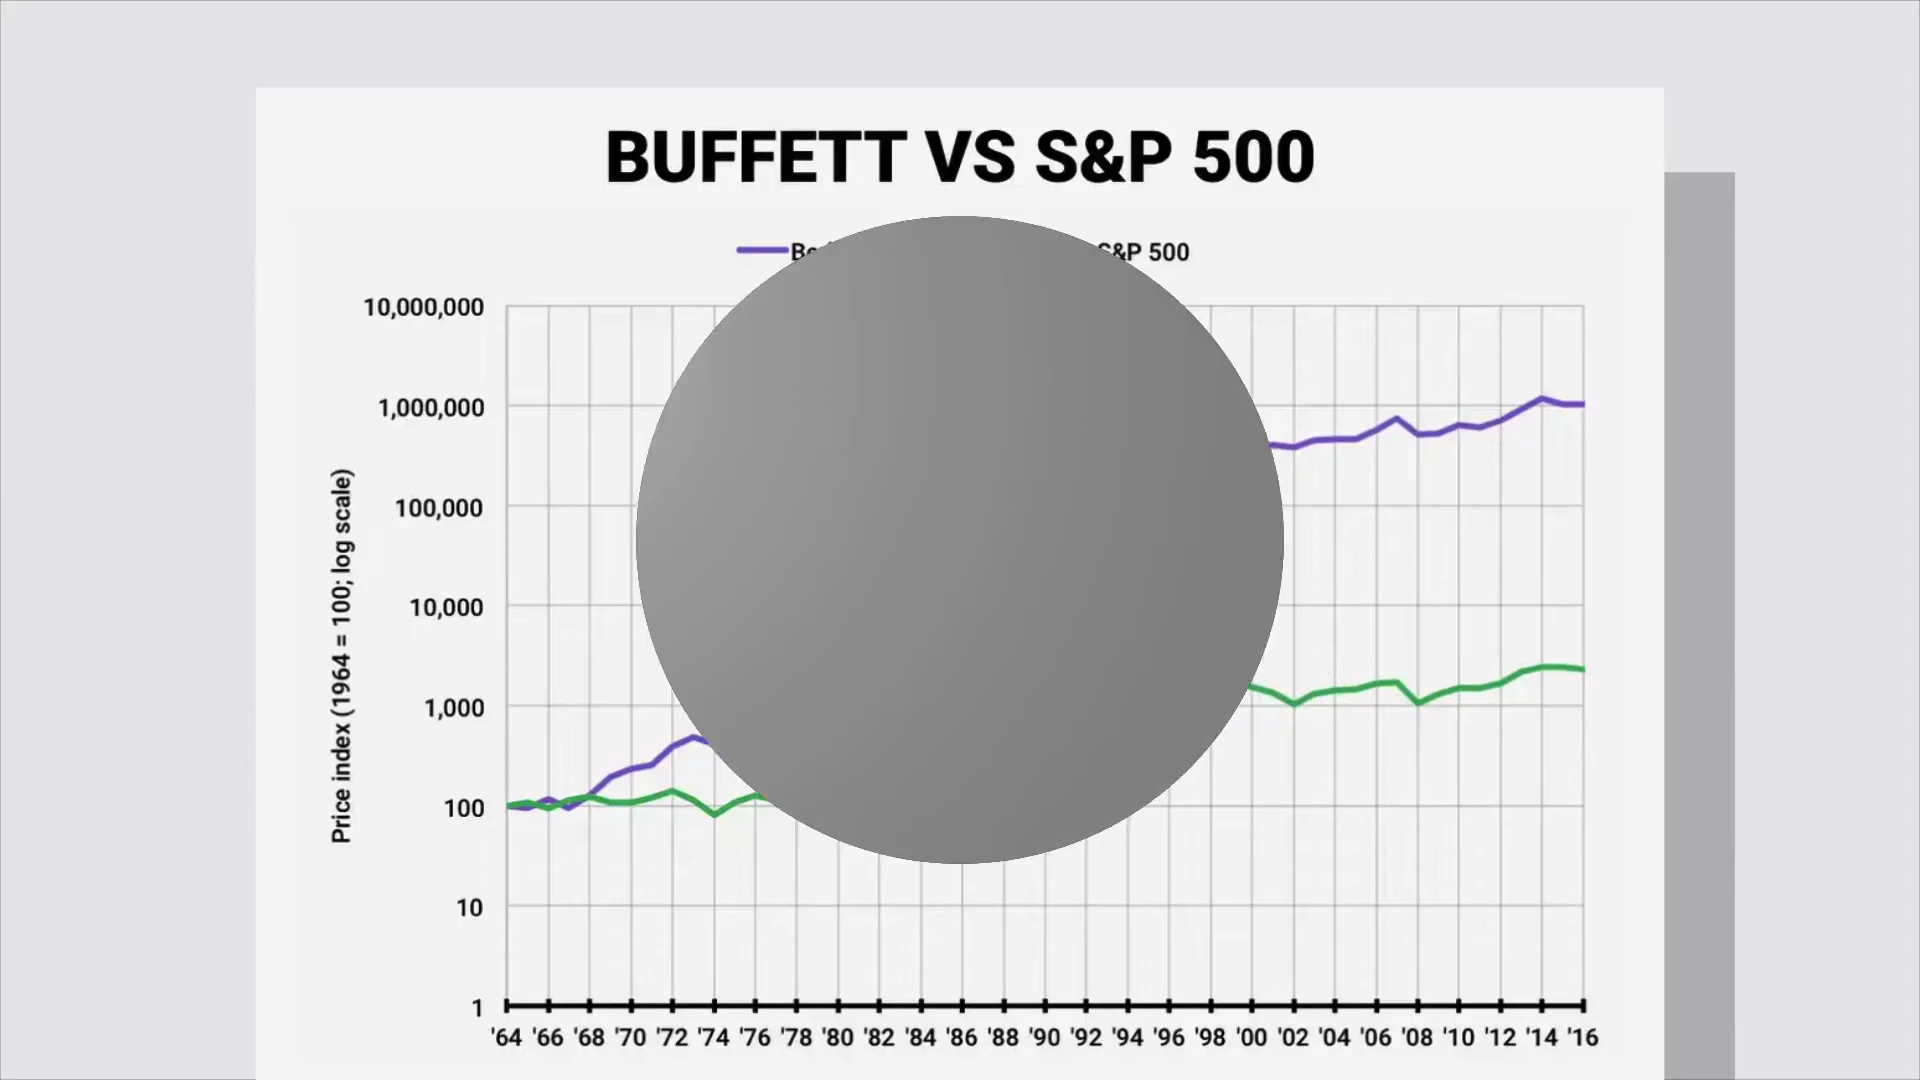 BUFFETT VS S&P 500
S&P 500
10,000,000
1,000,000
100,000
10,000
1,000
100
10
1
Price index (1964 = 100; log scale)
'64 '66 '68 '70 '72 '74 '76 '78 '80 '82 '84 '86 '88 '90 '92 '94 '96 '98 '00 '02 '04 '06 '08 '10 '12 '14 '16